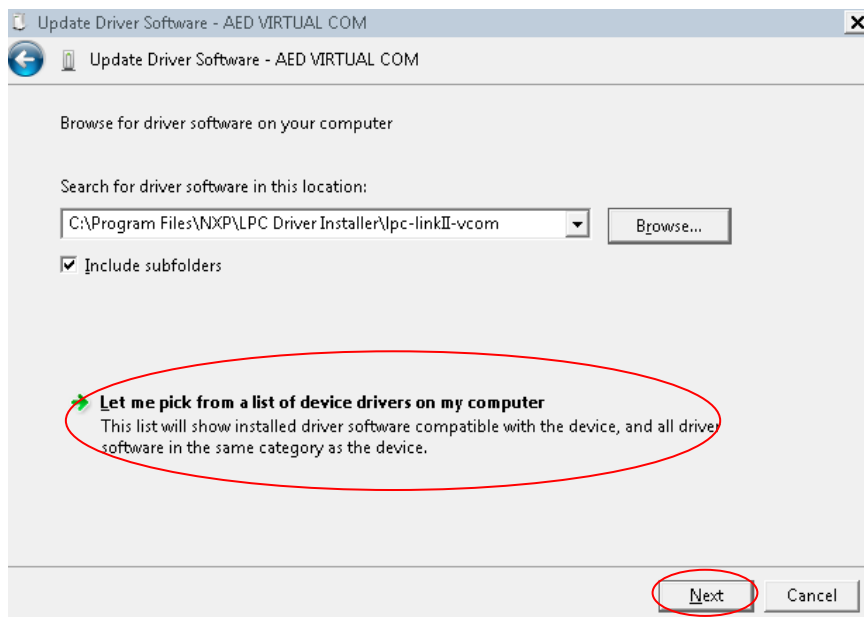 Update Driver Software - AED VIRTUAL COM
Update Driver Software - AED VIRTUAL COM
Browse for driver software on your computer
Search for driver software in this location:
C:\Program Files\NXP\LPC Driver Installer\lpc-linkII-vcom
Browse...
Include subfolders
Let me pick from a list of device drivers on my computer
This list will show installed driver software compatible with the device, and all driver
software in the same category as the device.
Next
Cancel